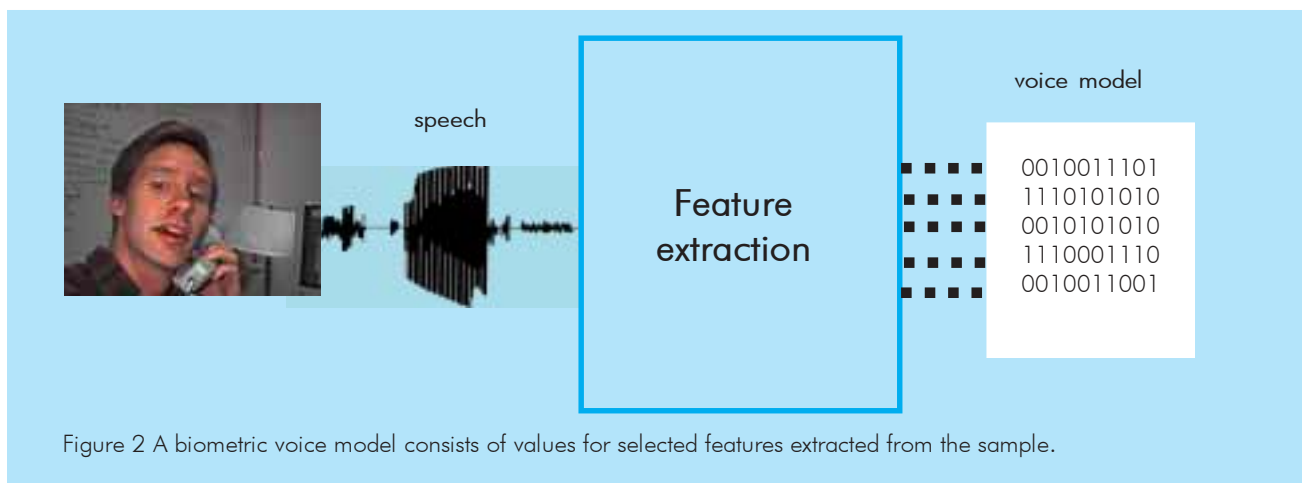 speech
Feature
extraction
voice model
0010011101
1110101010
0010101010
1110001110
0010011001
Figure 2 A biometric voice model consists of values for selected features extracted from the sample.